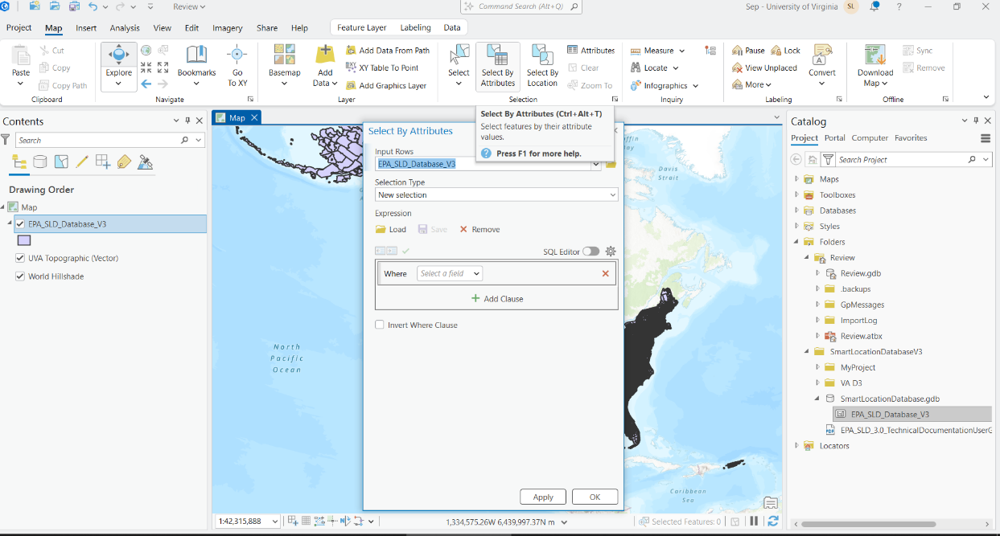 Review
Command Search (Alt+Q)
Sep - University of Virginia
SL
?
Project Map Insert Analysis View Edit Imagery Share Help Feature Layer Labeling Data
Paste
Cut
Copy
Copy Path
Clipboard
Explore
Bookmarks
Go To XY
Navigate
Basemap
Add Data
Add Data From Path
XY Table To Point
Add Graphics Layer
Layer
Select
Select By Attributes
Select By Location
Attributes
Clear
Zoom To
Selection
Measure
Locate
Infographics
Inquiry
Pause
Lock
View Unplaced
More
Convert
Labeling
Download Map
Sync
Remove
Offline
Contents
Search
Drawing Order
Map
EPA_SLD_Database_V3
UVA Topographic (Vector)
World Hillshade
Map
North
Pacific
Ocean
Davis
Strait
Caribbean
Sea
Select By Attributes (Ctrl+Alt+T)
Select features by their attribute
values.
Press F1 for more help.
Select By Attributes
Input Rows
EPA_SLD_Database_V3
Selection Type
New selection
Expression
Load Save Remove
SQL Editor
Where Select a field
Add Clause
Invert Where Clause
Apply OK
1:42,315,888
1,334,575.26W 6,439,997.37N m
Selected Features: 0
Catalog
Project Portal Computer Favorites
Search Project
Maps
Toolboxes
Databases
Styles
Folders
Review
Review.gdb
.backups
GpMessages
ImportLog
Review.atbx
SmartLocationDatabaseV3
MyProject
VA D3
SmartLocationDatabase.gdb
EPA_SLD_Database_V3
EPA_SLD_3.0_TechnicalDocumentationUserG
Locators